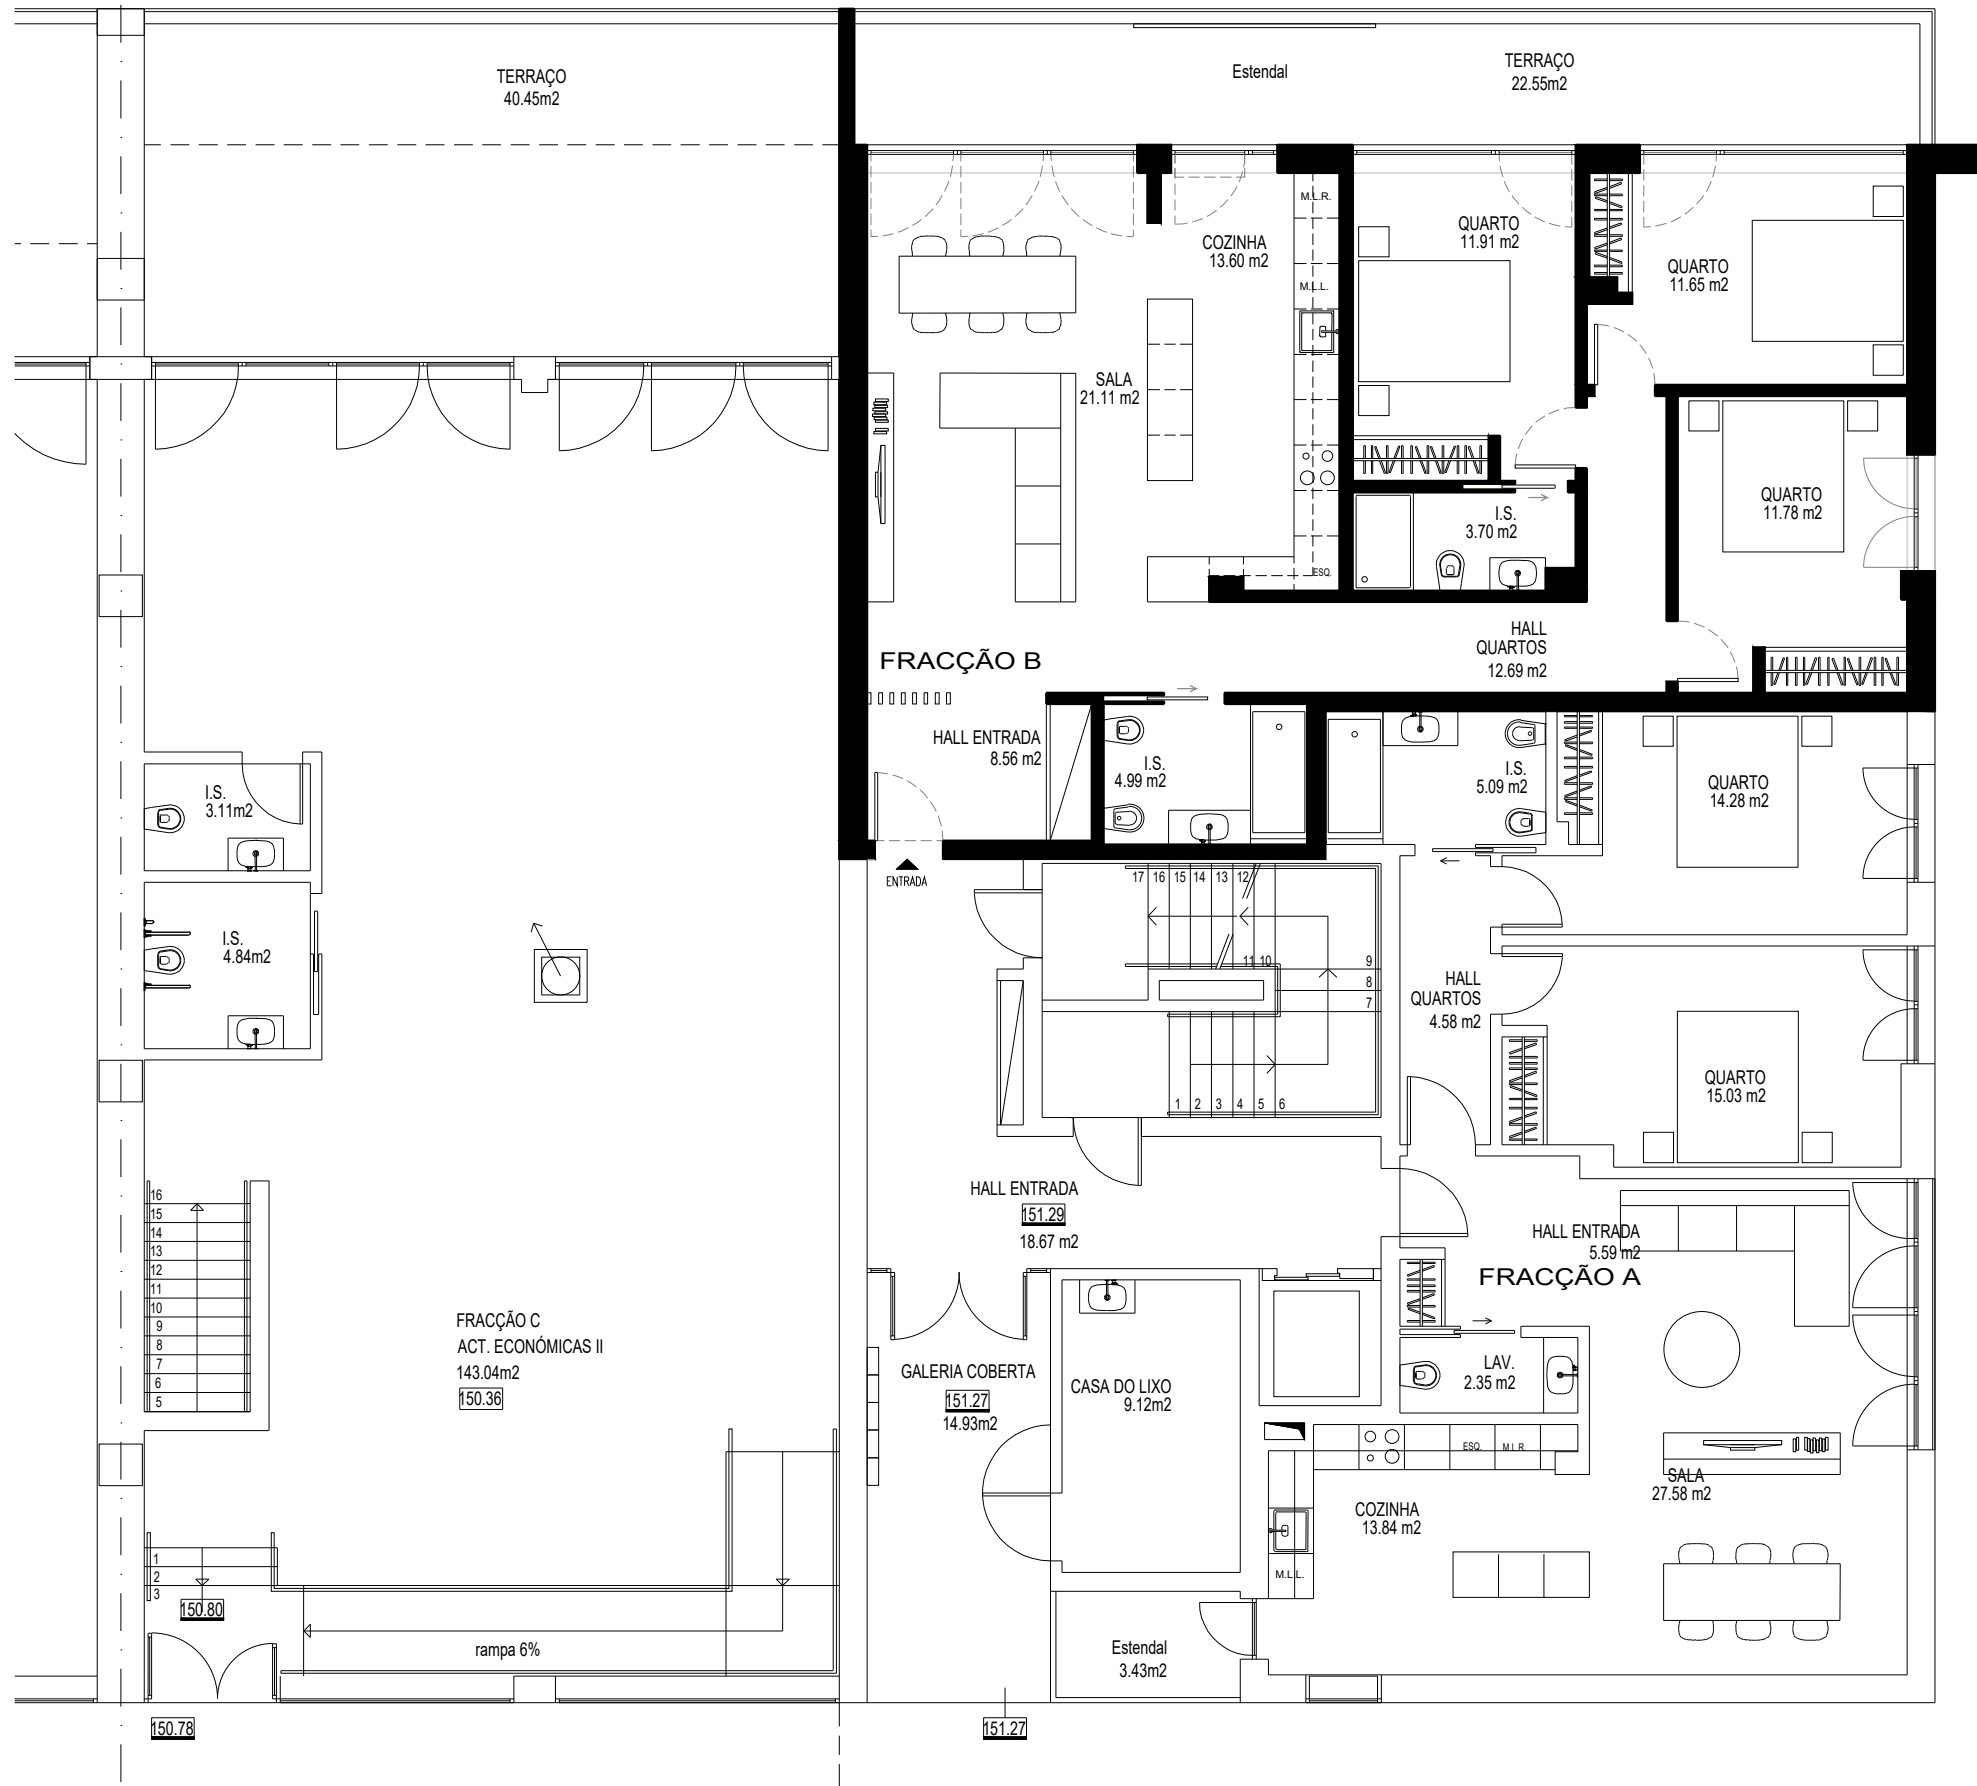 TERRAÇO
40.45m2
Estendal
TERRAÇO
22.55m2
M.L.R.
COZINHA
13.60 m2
M.L.L.
QUARTO
11.91 m2
QUARTO
11.65 m2
SALA
21.11 m2
QUARTO
11.78 m2
I.S.
3.70 m2
ESQ.
HALL
QUARTOS
12.69 m2
FRACÇÃO B
HALL ENTRADA
8.56 m2
I.S.
4.99 m2
I.S.
5.09 m2
QUARTO
14.28 m2
I.S.
3.11m2
ENTRADA
17 16 15 14 13 12
11 10
9
8
7
1 2 3 4 5 6
I.S.
4.84m2
HALL
QUARTOS
4.58 m2
QUARTO
15.03 m2
HALL ENTRADA
151.29
18.67 m2
HALL ENTRADA
5.59 m2
FRACÇÃO A
16
15
14
13
12
11
10
9
8
7
6
5
FRACÇÃO C
ACT. ECONÓMICAS II
143.04m2
150.36
GALERIA COBERTA
151.27
14.93m2
CASA DO LIXO
9.12m2
LAV.
2.35 m2
ESQ.
M.L.R.
SALA
27.58 m2
COZINHA
13.84 m2
M.L.L.
1
2
3
150.80
rampa 6%
Estendal
3.43m2
150.78
151.27